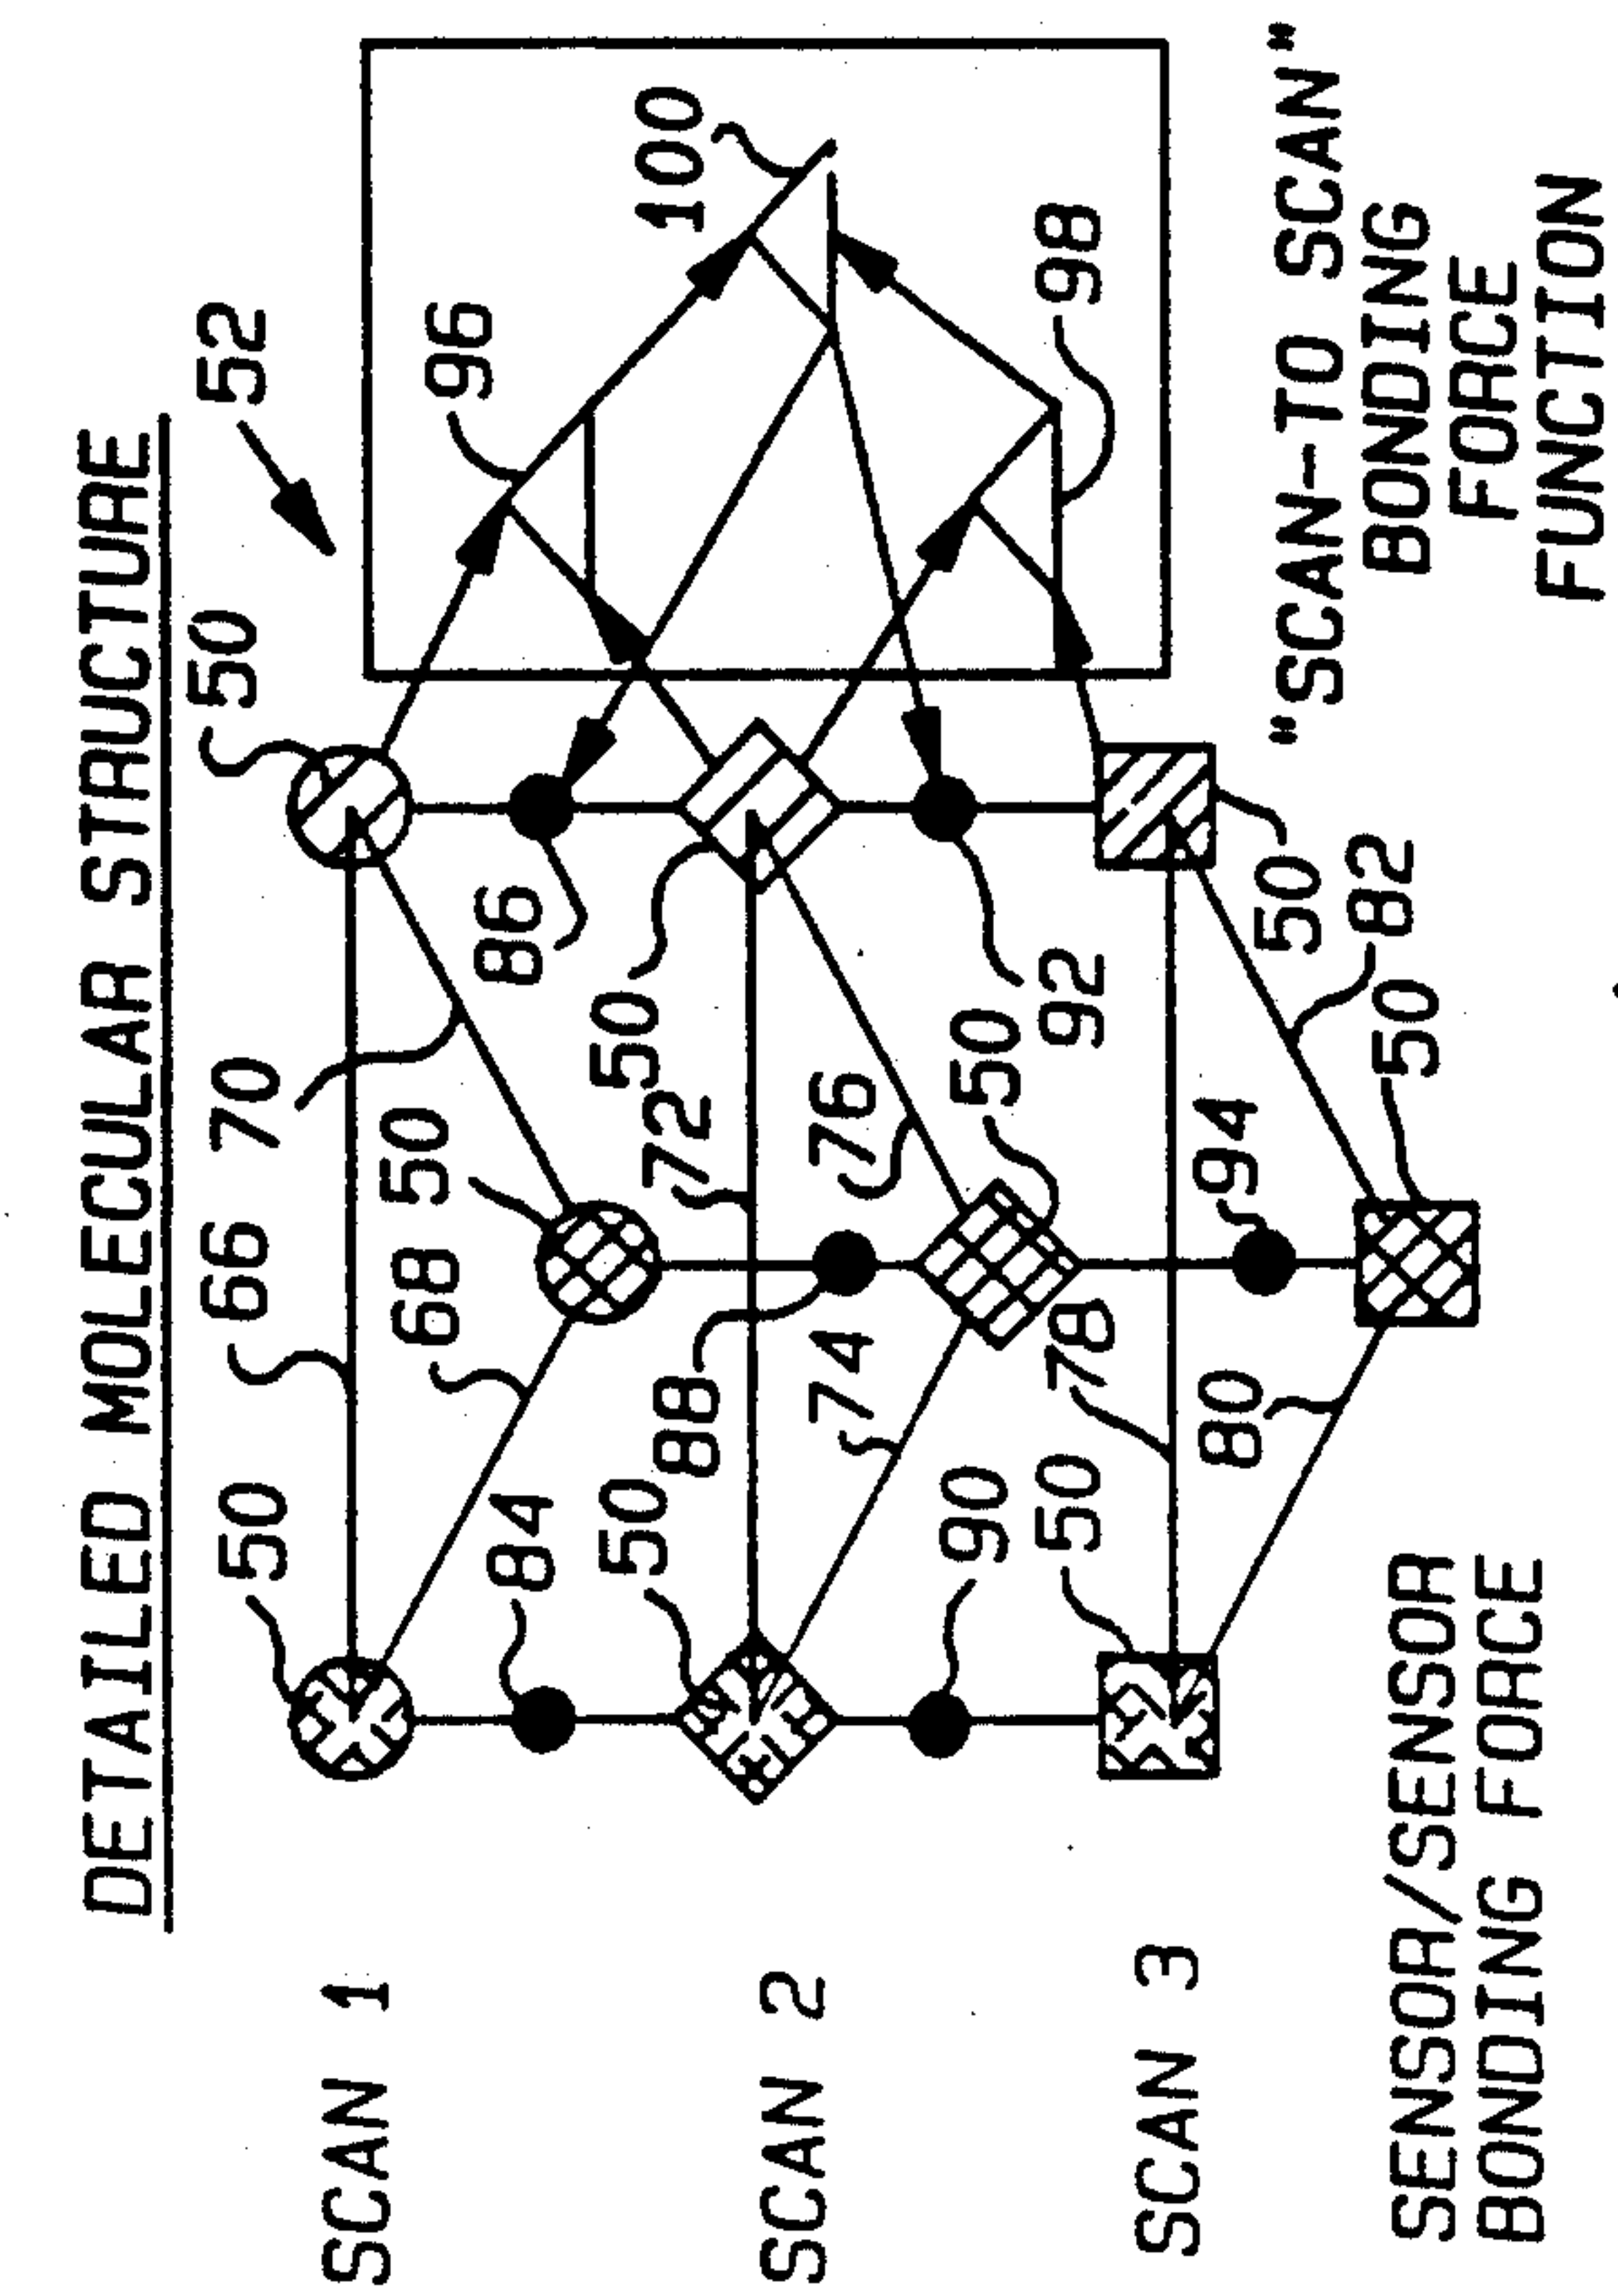 DETAILED MOLECULAR STRUCTURE
52
50
66
70
50
50
96
100
68
50
86
84
50
88
72
50
74
76
50
92
98
90
50
78
94
80
50
82
50
SCAN 1
SCAN 2
SCAN 3
SENSOR/SENSOR
BONDING FORCE
"SCAN-TO SCAN"
BONDING
FORCE
FUNCTION